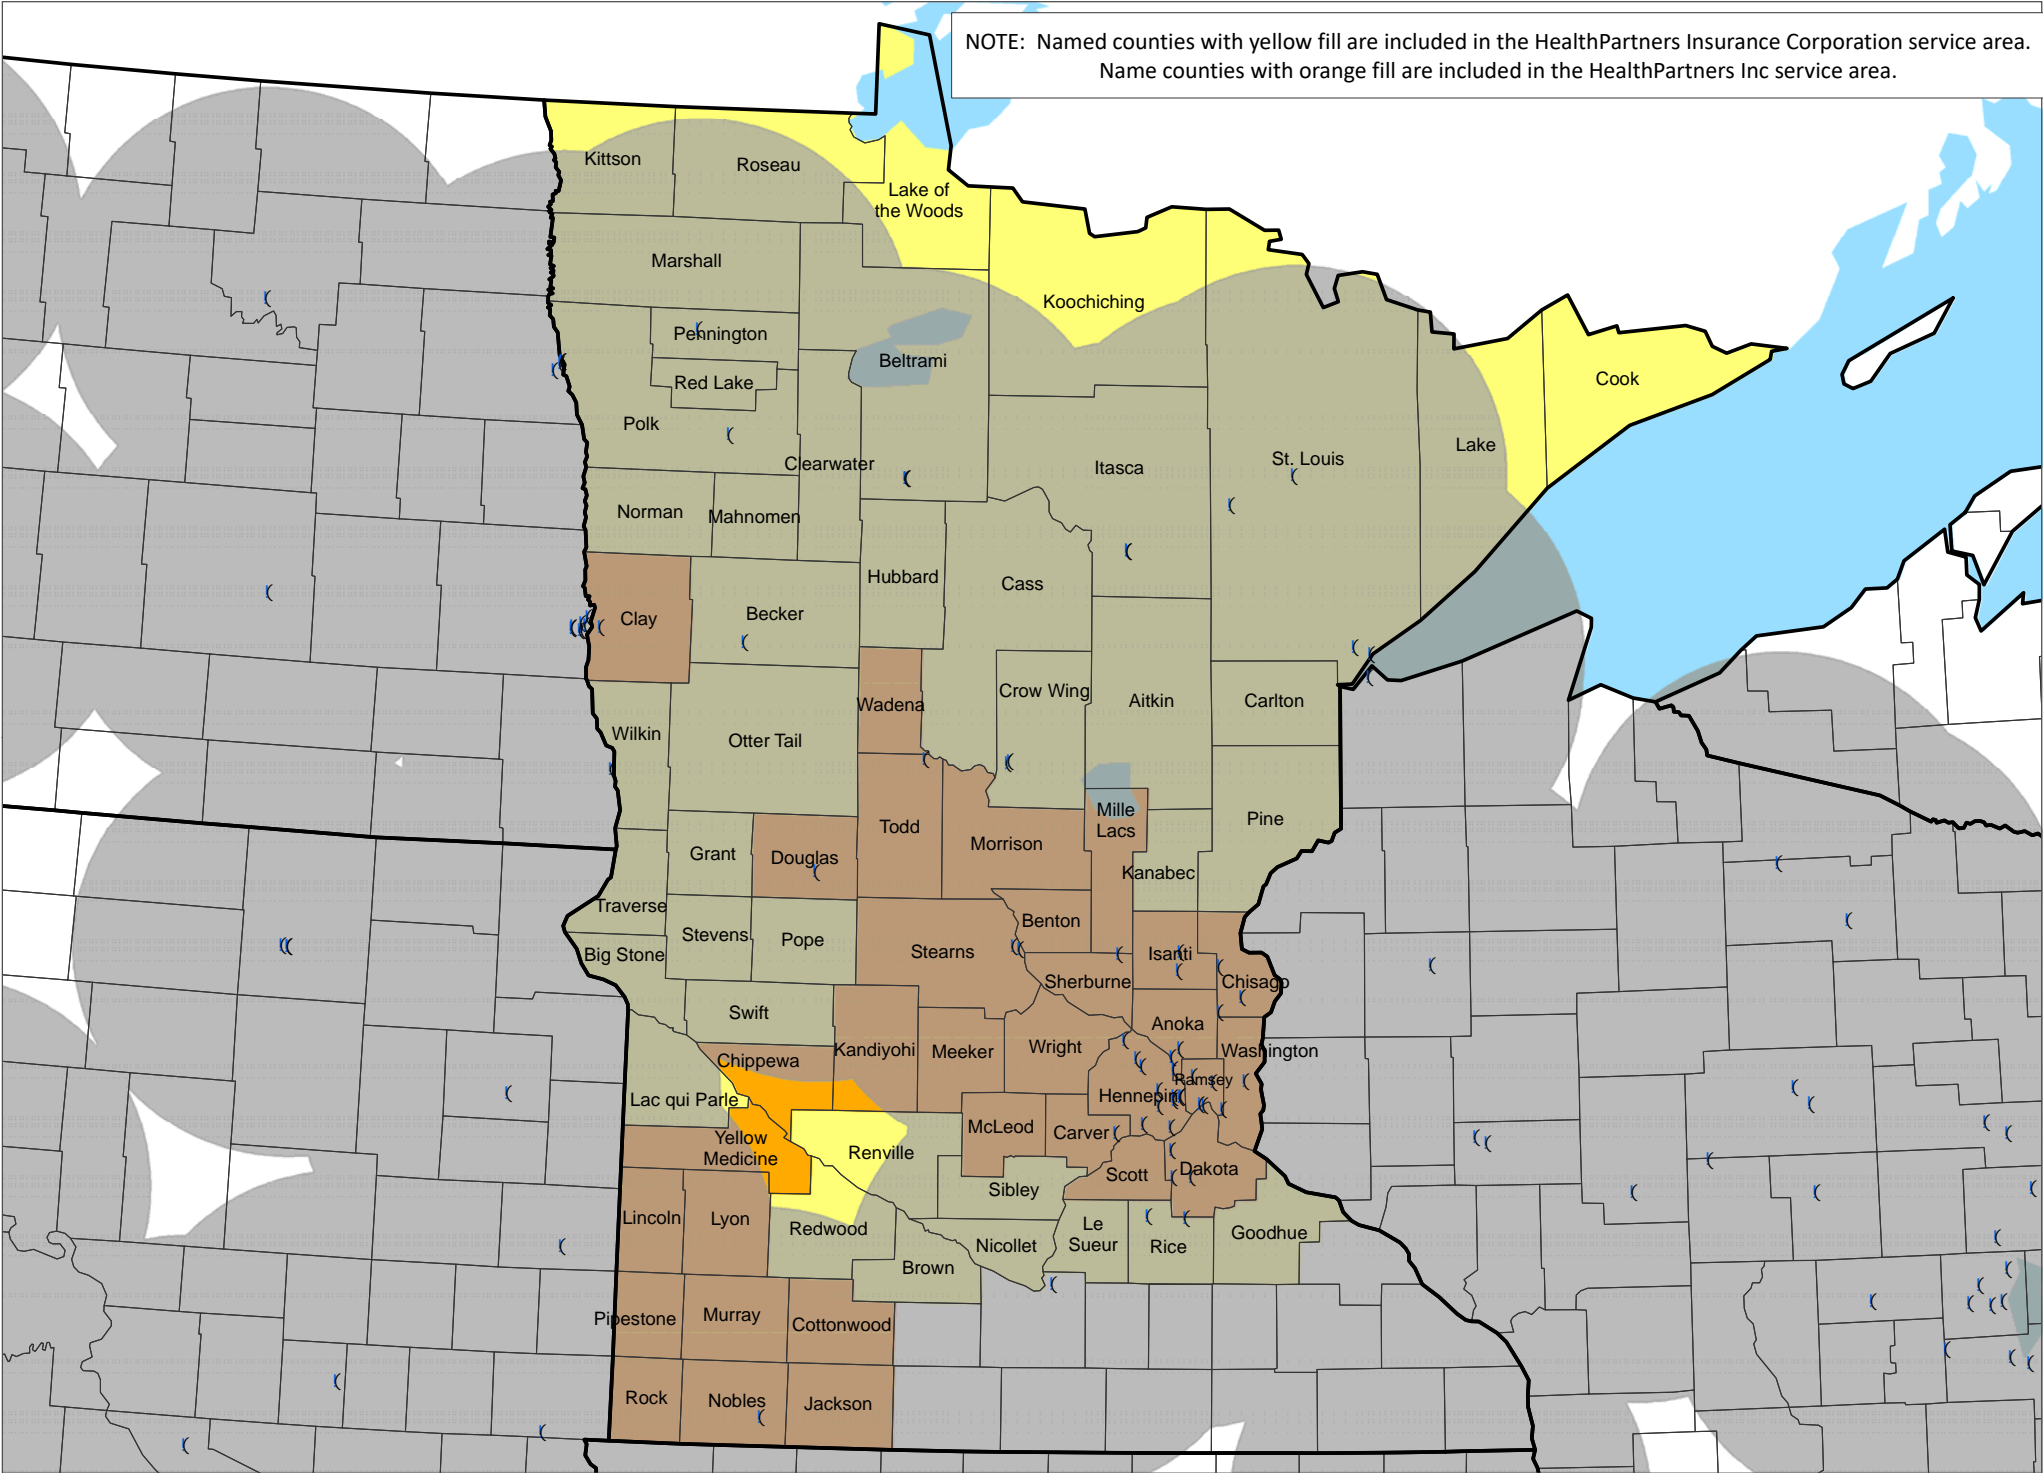 NOTE:  Named counties with yellow fill are included in the HealthPartners Insurance Corporation service area.
Name counties with orange fill are included in the HealthPartners Inc service area.
Kittson
Roseau
Lake of
the Woods
Marshall
Koochiching
Pennington
Beltrami
Red Lake
Cook
Polk
Lake
Clearwater
Itasca
St. Louis
Norman
Mahnomen
Hubbard
Cass
Clay
Becker
Crow Wing
Aitkin
Carlton
Wadena
Wilkin
Otter Tail
Mille
Lacs
Pine
Todd
Morrison
Grant
Douglas
Kanabec
Traverse
Benton
Stevens
Pope
Big Stone
Stearns
Isanti
Sherburne
Chisago
Swift
Anoka
Chippewa
Kandiyohi
Meeker
Wright
Washington
Ramsey
Hennepin
Lac qui Parle
McLeod
Carver
Yellow
Medicine
Renville
Scott
Dakota
Sibley
Lincoln
Lyon
Redwood
Le
Sueur
Nicollet
Rice
Goodhue
Brown
Pipestone
Murray
Cottonwood
Rock
Nobles
Jackson